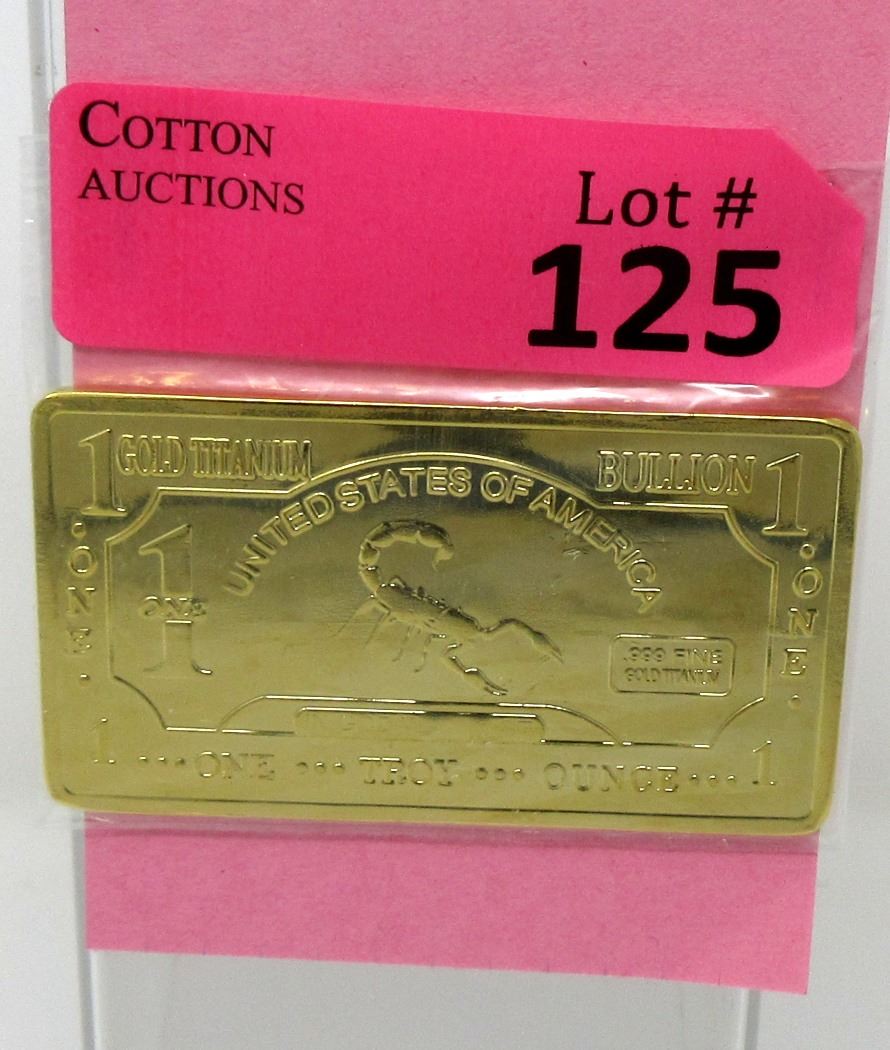 COTTON
AUCTIONS
Lot #
125
1 GOLD TITANIUM BULLION 1
UNITED STATES OF AMERICA
ONE
1
ONE
ONE
.999 FINE
GOLD TITANIUM
1 ... ONE ... TROY ... OUNCE ... 1